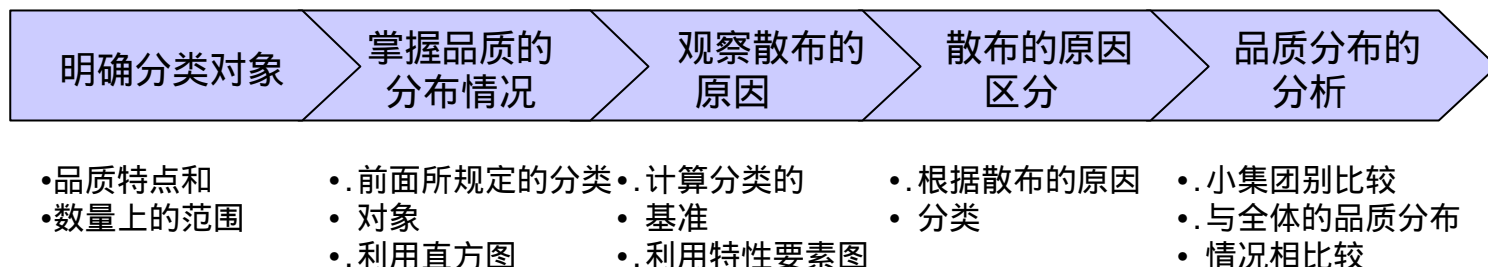 明确分类对象
掌握品质的
分布情况
观察散布的
原因
散布的原因
区分
品质分布的
分析
•品质特点和
•数量上的范围
•.前面所规定的分类
• 对象
•.利用直方图
•.计算分类的
• 基准
•.利用特性要素图
•.根据散布的原因
• 分类
•.小集团别比较
•.与全体的品质分布
• 情况相比较